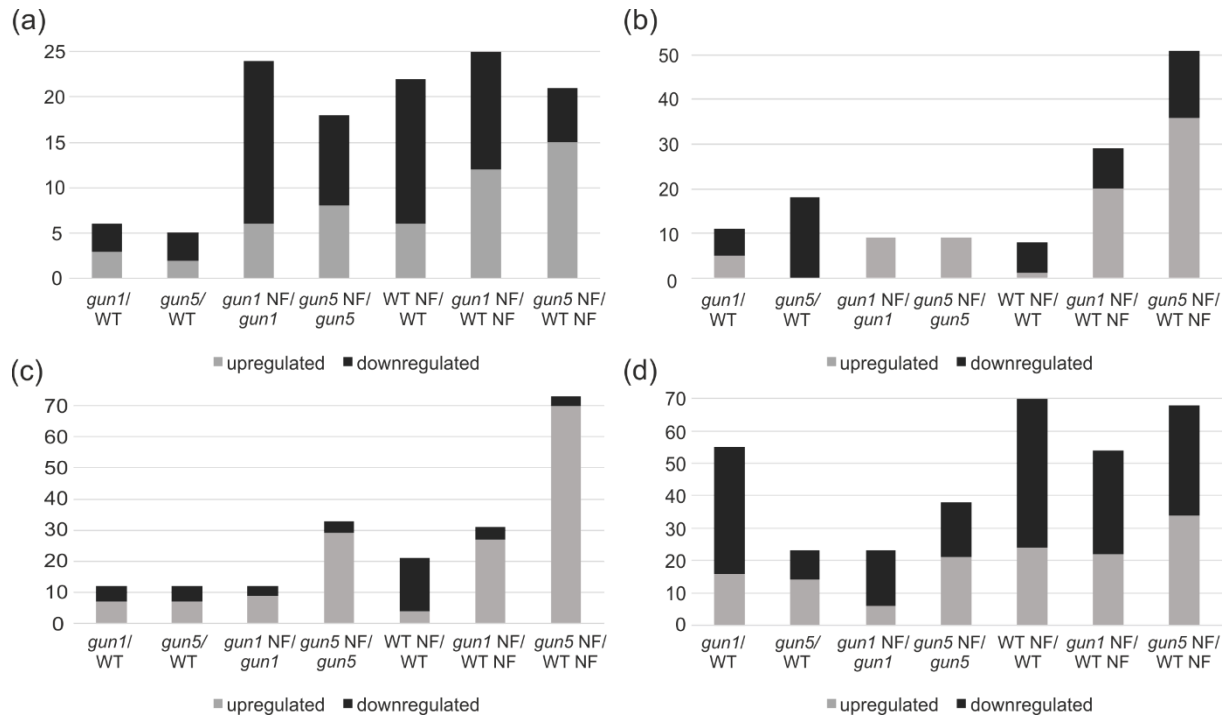 (a)
25
20
15
10
5
0
gun1/ gun5/ gun1 NF/ gun5 NF/ WT NF/ gun1 NF/ gun5 NF/
WT WT gun1 gun5 WT WT NF WT NF
upregulated downregulated
(b)
50
40
30
20
10
0
gun1/ gun5/ gun1 NF/ gun5 NF/ WT NF/ gun1 NF/ gun5 NF/
WT WT gun1 gun5 WT WT NF WT NF
upregulated downregulated
(c)
70
60
50
40
30
20
10
0
gun1/ gun5/ gun1 NF/ gun5 NF/ WT NF/ gun1 NF/ gun5 NF/
WT WT gun1 gun5 WT WT NF WT NF
upregulated downregulated
(d)
70
60
50
40
30
20
10
0
gun1/ gun5/ gun1 NF/ gun5 NF/ WT NF/ gun1 NF/ gun5 NF/
WT WT gun1 gun5 WT WT NF WT NF
upregulated downregulated